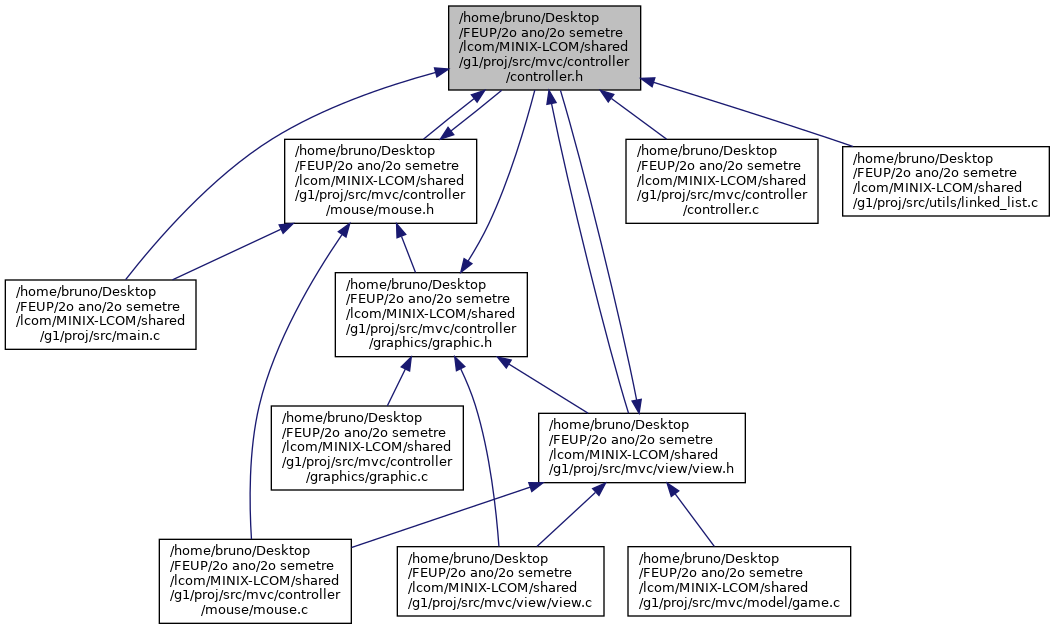 /home/bruno/Desktop
/FEUP/2o ano/2o semetre
/lcom/MINIX-LCOM/shared
/g1/proj/src/mvc/controller
/controller.h
/home/bruno/Desktop
/FEUP/2o ano/2o semetre
/lcom/MINIX-LCOM/shared
/g1/proj/src/mvc/controller
/mouse/mouse.h
/home/bruno/Desktop
/FEUP/2o ano/2o semetre
/lcom/MINIX-LCOM/shared
/g1/proj/src/mvc/controller
/controller.c
/home/bruno/Desktop
/FEUP/2o ano/2o semetre
/lcom/MINIX-LCOM/shared
/g1/proj/src/utils/linked_list.c
/home/bruno/Desktop
/FEUP/2o ano/2o semetre
/lcom/MINIX-LCOM/shared
/g1/proj/src/main.c
/home/bruno/Desktop
/FEUP/2o ano/2o semetre
/lcom/MINIX-LCOM/shared
/g1/proj/src/mvc/controller
/graphics/graphic.h
/home/bruno/Desktop
/FEUP/2o ano/2o semetre
/lcom/MINIX-LCOM/shared
/g1/proj/src/mvc/controller
/graphics/graphic.c
/home/bruno/Desktop
/FEUP/2o ano/2o semetre
/lcom/MINIX-LCOM/shared
/g1/proj/src/mvc/view/view.h
/home/bruno/Desktop
/FEUP/2o ano/2o semetre
/lcom/MINIX-LCOM/shared
/g1/proj/src/mvc/controller
/mouse/mouse.c
/home/bruno/Desktop
/FEUP/2o ano/2o semetre
/lcom/MINIX-LCOM/shared
/g1/proj/src/mvc/view/view.c
/home/bruno/Desktop
/FEUP/2o ano/2o semetre
/lcom/MINIX-LCOM/shared
/g1/proj/src/mvc/model/game.c